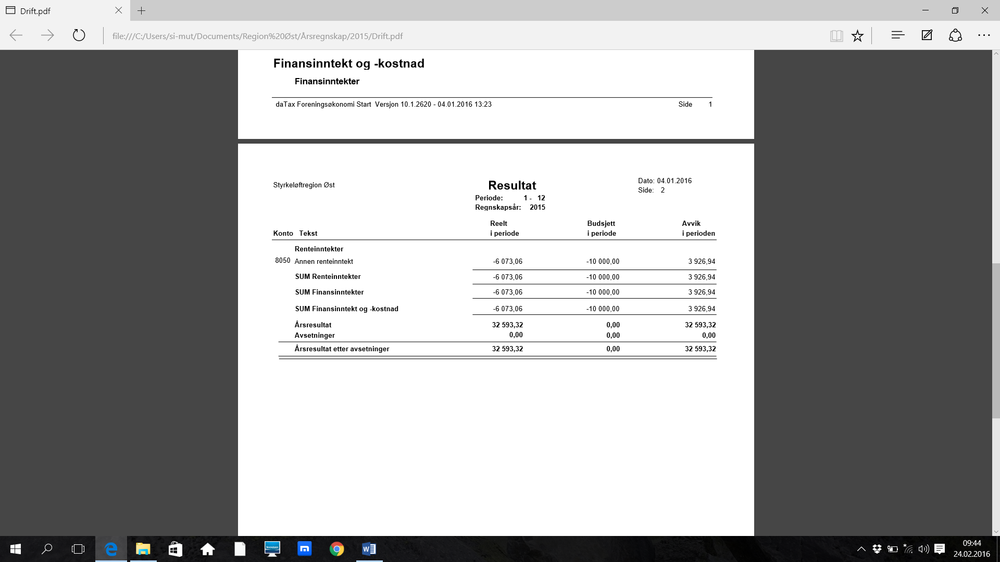 Drift.pdf
file:///C:/Users/si-mut/Documents/Region%20Øst/Årsregnskap/2015/Drift.pdf
Finansinntekt og -kostnad
Finansinntekter
daTax Foreningsøkonomi Start Versjon 10.1.2620 - 04.01.2016 13:23 Side 1
Styrkeløftregion Øst
Resultat
Dato: 04.01.2016
Side: 2
Periode: 1 - 12
Regnskapsår: 2015
Reelt Budsjett Avvik
Konto Tekst i periode i periode i perioden
Renteinntekter
8050 Annen renteinntekt -6 073,06 -10 000,00 3 926,94
SUM Renteinntekter -6 073,06 -10 000,00 3 926,94
SUM Finansinntekter -6 073,06 -10 000,00 3 926,94
SUM Finansinntekt og -kostnad -6 073,06 -10 000,00 3 926,94
Årsresultat 32 593,32 0,00 32 593,32
Avsetninger 0,00 0,00 0,00
Årsresultat etter avsetninger 32 593,32 0,00 32 593,32
09:44
24.02.2016